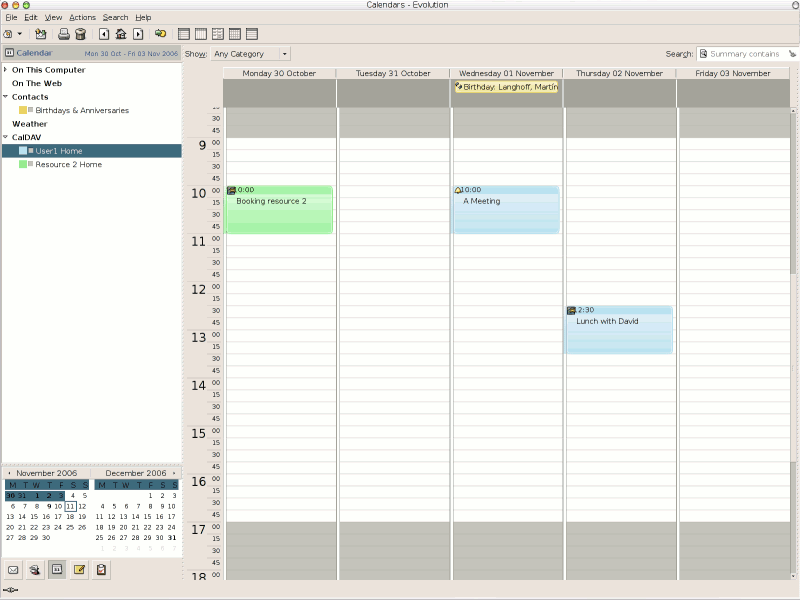 Calendars - Evolution
File Edit View Actions Search Help
Calendar Mon 30 Oct - Fri 03 Nov 2006
Show: Any Category
Search: Summary contains
On This Computer
On The Web
Contacts
Birthdays & Anniversaries
Weather
CalDAV
User1 Home
Resource 2 Home
Monday 30 October Tuesday 31 October Wednesday 01 November Thursday 02 November Friday 03 November
Birthday: Langhoff, Martín
30
45
9 00
15
30
45
10 00
15
30
45
11 00
15
30
45
12 00
15
30
45
13 00
15
30
45
14 00
15
30
45
15 00
15
30
45
16 00
15
30
45
17 00
15
30
45
18 00
0:00
Booking resource 2
10:00
A Meeting
2:30
Lunch with David
November 2006
M T W T F S S
30 31 1 2 3 4 5
6 7 8 9 10 11 12
13 14 15 16 17 18 19
20 21 22 23 24 25 26
27 28 29 30
December 2006
M T W T F S S
1 2 3
4 5 6 7 8 9 10
11 12 13 14 15 16 17
18 19 20 21 22 23 24
25 26 27 28 29 30 31
1 2 3 4 5 6 7